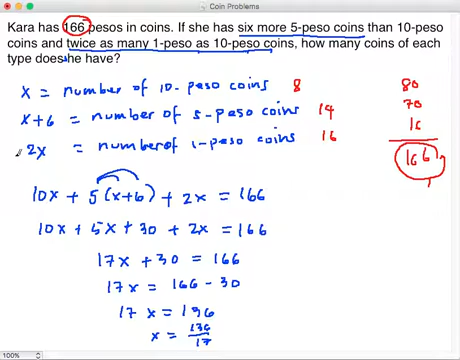 Coin Problems
Kara has 166 pesos in coins. If she has six more 5-peso coins than 10-peso
coins and twice as many 1-peso as 10-peso coins, how many coins of each
type does she have?
x = number of 10-peso coins 8 80
x+6 = number of 5-peso coins 14 70
2x = number of 1-peso coins 16 16
166
10x + 5(x+6) + 2x = 166
10x + 5x + 30 + 2x = 166
17x + 30 = 166
17x = 166 - 30
17x = 136
x = 136/17
100%